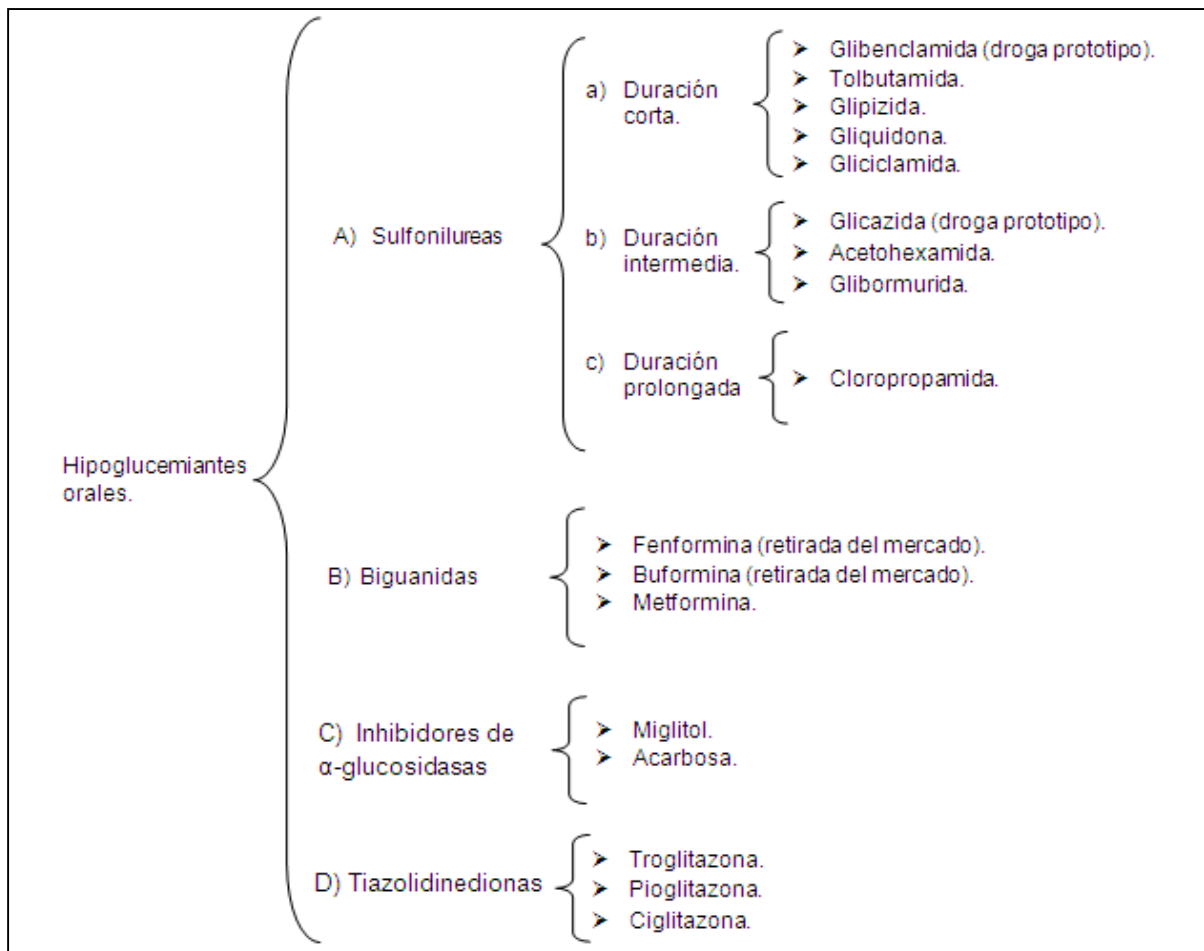 Hipoglucemiantes
orales.
A) Sulfonilureas
a) Duración
corta.
➤ Glibenclamida (droga prototipo).
➤ Tolbutamida.
➤ Glipizida.
➤ Gliquidona.
➤ Gliciclamida.
b) Duración
intermedia.
➤ Glicazida (droga prototipo).
➤ Acetohexamida.
➤ Glibormurida.
c) Duración
prolongada
➤ Cloropropamida.
B) Biguanidas
➤ Fenformina (retirada del mercado).
➤ Buformina (retirada del mercado).
➤ Metformina.
C) Inhibidores de
α-glucosidasas
➤ Miglitol.
➤ Acarbosa.
D) Tiazolidinedionas
➤ Troglitazona.
➤ Pioglitazona.
➤ Ciglitazona.